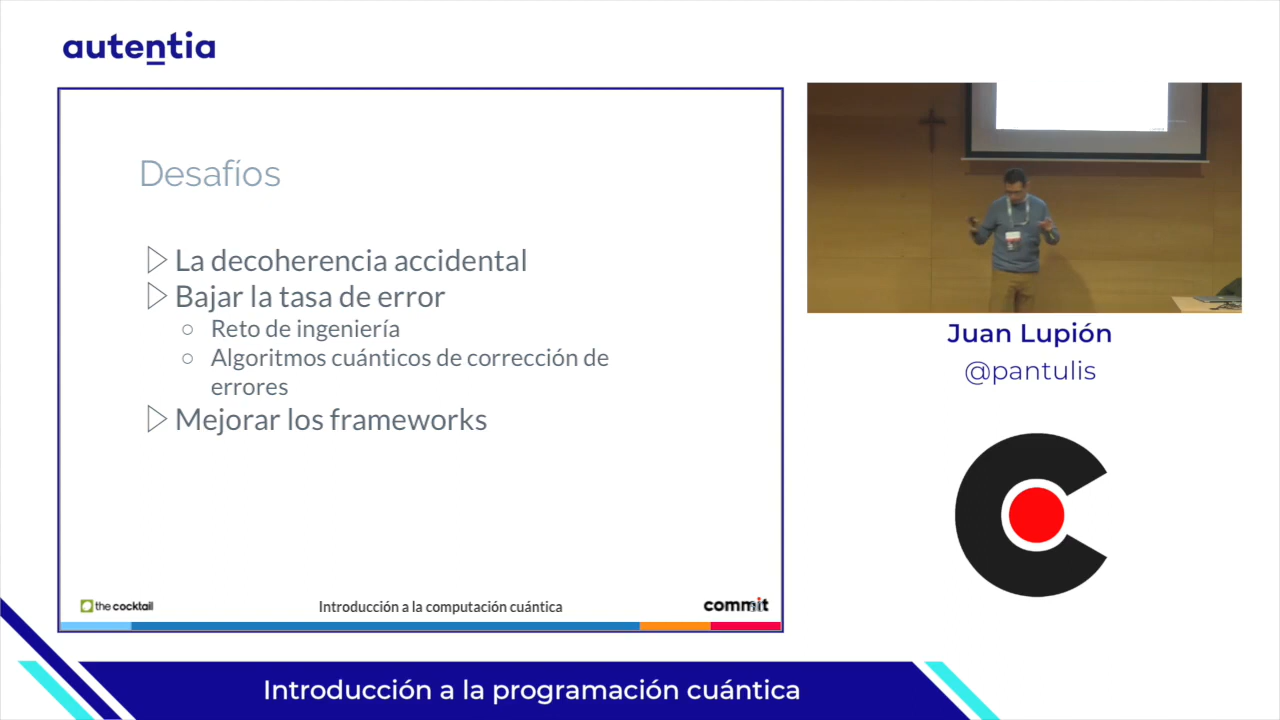 autentia
Desafíos
La decoherencia accidental
Bajar la tasa de error
Reto de ingeniería
Algoritmos cuánticos de corrección de
errores
Mejorar los frameworks
the cocktail
Introducción a la computación cuántica
commit
Juan Lupión
@pantulis
Introducción a la programación cuántica